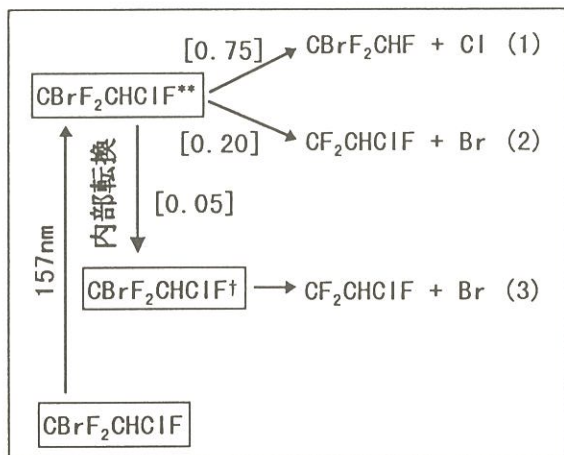 [0.75] CBrF₂CHF + Cl (1)
CBrF₂CHClF**
[0.20] CF₂CHClF + Br (2)
内部転換
[0.05]
157nm
CBrF₂CHClF† CF₂CHClF + Br (3)
CBrF₂CHClF